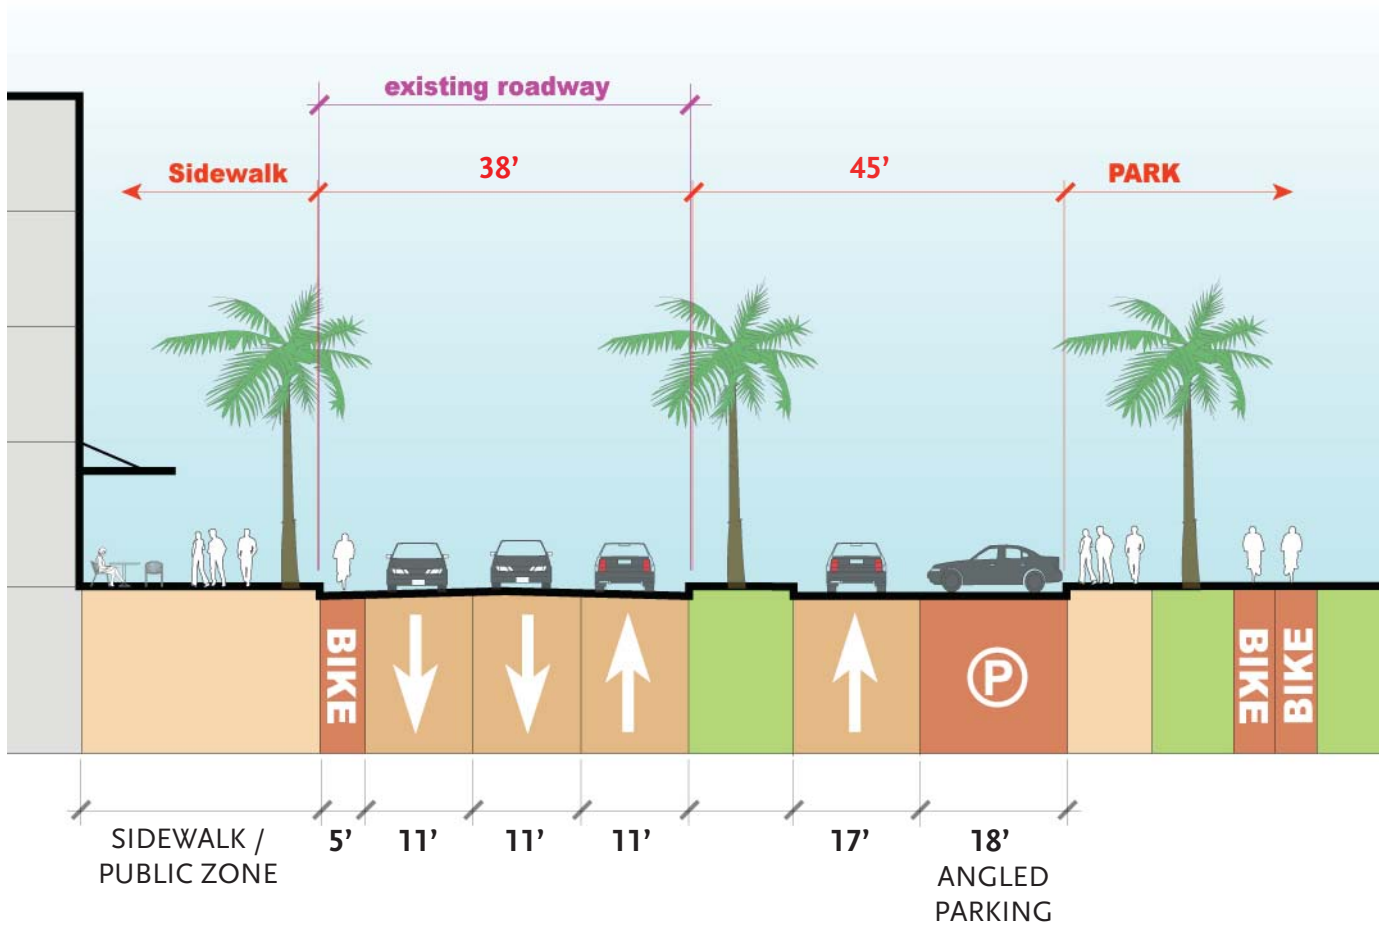 existing roadway
Sidewalk
38’
45’
PARK
BIKE
P
BIKE
BIKE
SIDEWALK /
PUBLIC ZONE
5’
11’
11’
11’
17’
18’
ANGLED
PARKING